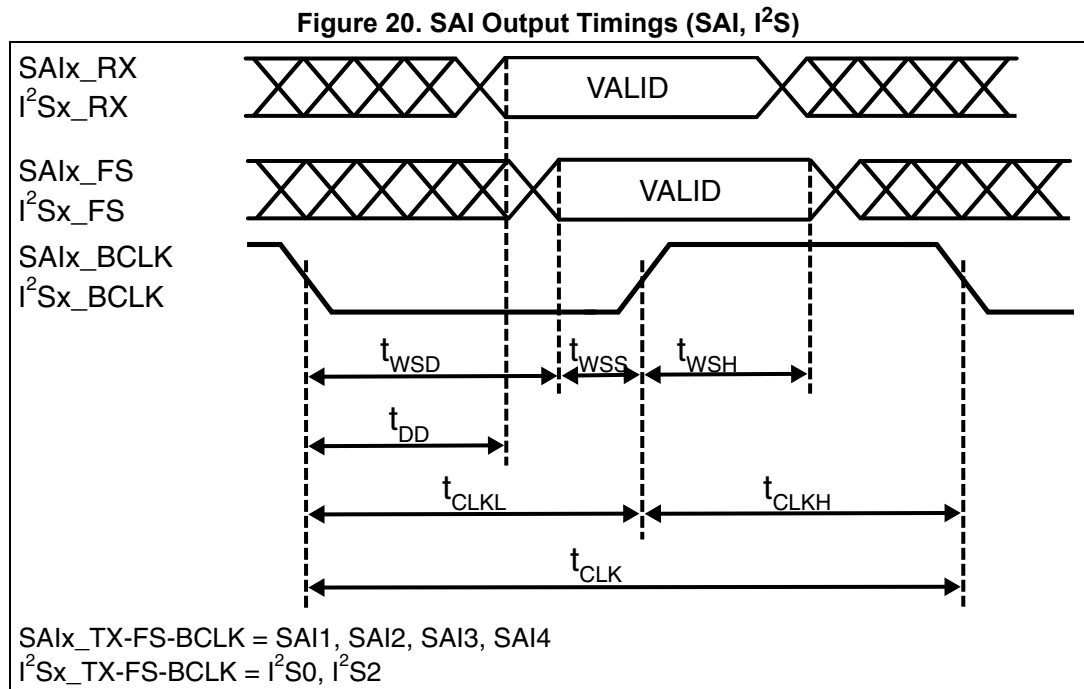 Figure 20. SAI Output Timings (SAI, I²S)
SAIx_RX
I²Sx_RX
VALID
SAIx_FS
I²Sx_FS
VALID
SAIx_BCLK
I²Sx_BCLK
tWSD
tWSS
tWSH
tDD
tCLKL
tCLKH
tCLK
SAIx_TX-FS-BCLK = SAI1, SAI2, SAI3, SAI4
I²Sx_TX-FS-BCLK = I²S0, I²S2